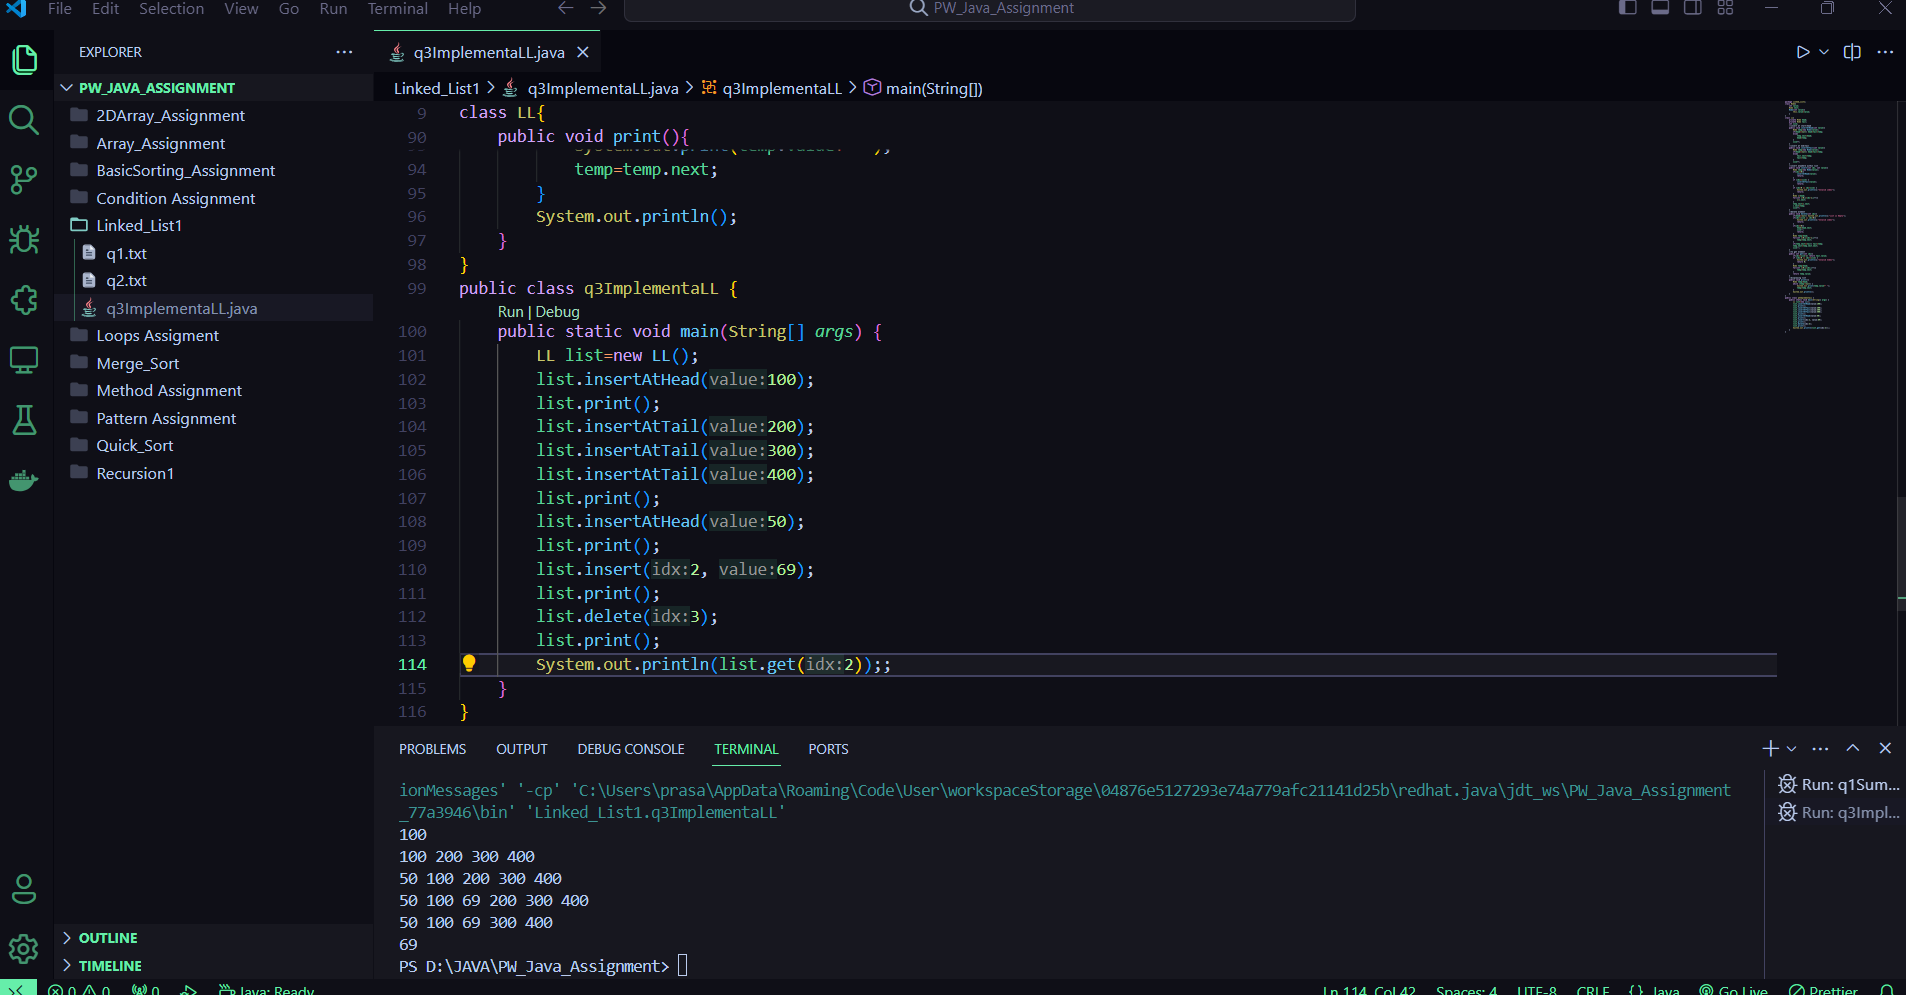 File Edit Selection View Go Run Terminal Help
PW_Java_Assignment
EXPLORER
PW_JAVA_ASSIGNMENT
2DArray_Assignment
Array_Assignment
BasicSorting_Assignment
Condition Assignment
Linked_List1
q1.txt
q2.txt
q3ImplementaLL.java
Loops Assigment
Merge_Sort
Method Assignment
Pattern Assignment
Quick_Sort
Recursion1
OUTLINE
TIMELINE
q3ImplementaLL.java
Linked_List1 > q3ImplementaLL.java > q3ImplementaLL > main(String[])
9 class LL{
90 public void print(){
94 temp=temp.next;
95 }
96 System.out.println();
97 }
98 }
99 public class q3ImplementaLL {
Run | Debug
100 public static void main(String[] args) {
101 LL list=new LL();
102 list.insertAtHead(value:100);
103 list.print();
104 list.insertAtTail(value:200);
105 list.insertAtTail(value:300);
106 list.insertAtTail(value:400);
107 list.print();
108 list.insertAtHead(value:50);
109 list.print();
110 list.insert(idx:2, value:69);
111 list.print();
112 list.delete(idx:3);
113 list.print();
114 System.out.println(list.get(idx:2));;
115 }
116 }
PROBLEMS OUTPUT DEBUG CONSOLE TERMINAL PORTS
ionMessages' '-cp' 'C:\Users\prasa\AppData\Roaming\Code\User\workspaceStorage\04876e5127293e74a779afc21141d25b\redhat.java\jdt_ws\PW_Java_Assignment
_77a3946\bin' 'Linked_List1.q3ImplementaLL'
100
100 200 300 400
50 100 200 300 400
50 100 69 200 300 400
50 100 69 300 400
69
PS D:\JAVA\PW_Java_Assignment>
Run: q1Sum...
Run: q3Impl...
0 0 0 Java: Ready
Ln 114, Col 42 Spaces: 4 UTF-8 CRLF {} Java Go Live Prettier